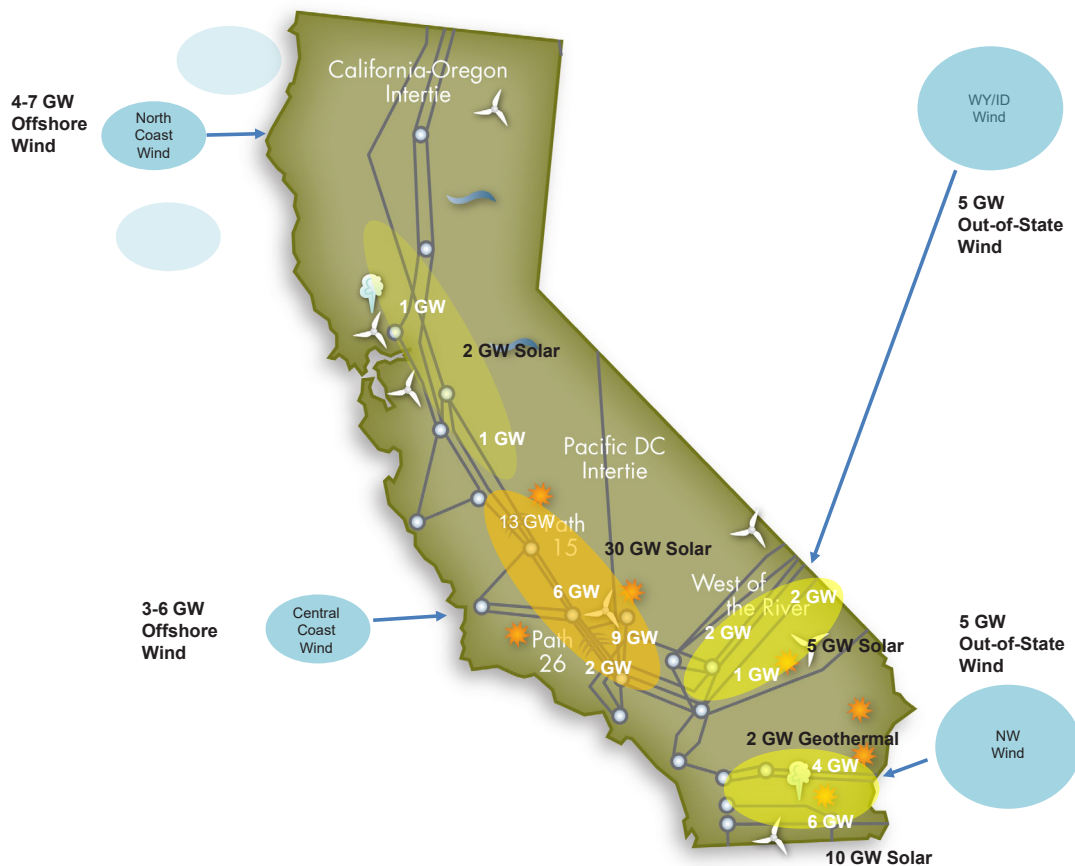 California-Oregon
Intertie
4-7 GW
Offshore
Wind
North
Coast
Wind
WY/ID
Wind
5 GW
Out-of-State
Wind
1 GW
2 GW Solar
1 GW
Pacific DC
Intertie
13 GW
Path
15
30 GW Solar
6 GW
9 GW
2 GW
Path
26
3-6 GW
Offshore
Wind
Central
Coast
Wind
West of
the River
2 GW
2 GW
5 GW Solar
1 GW
5 GW
Out-of-State
Wind
NW
Wind
2 GW Geothermal
4 GW
6 GW
10 GW Solar